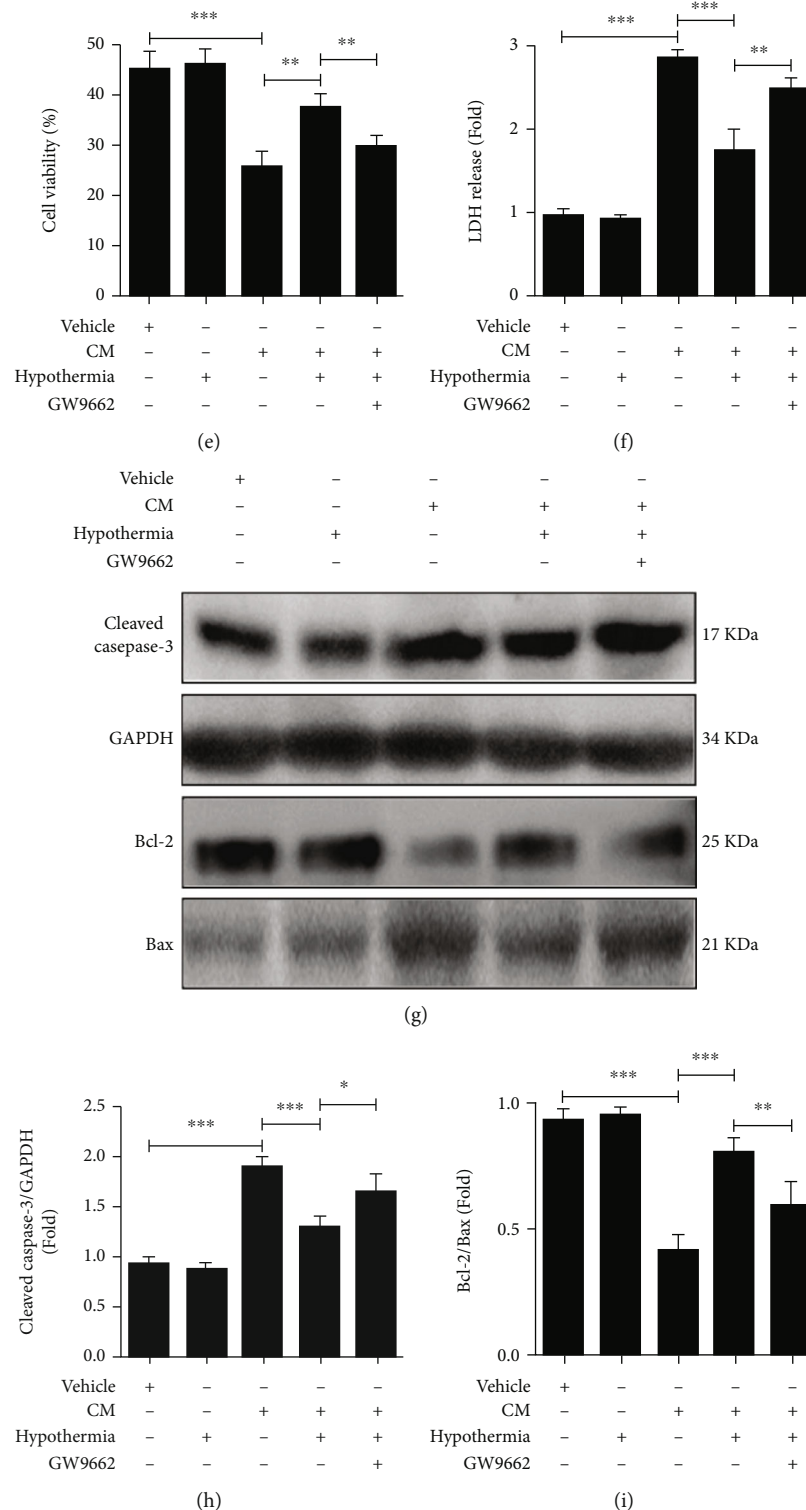 *** ** **
50
40
30
20
10
0
Cell viability (%)
Vehicle + – – – –
CM – – + + +
Hypothermia – + – + +
GW9662 – – – – +
(e)
*** *** **
3
2
1
0
LDH release (Fold)
Vehicle + – – – –
CM – – + + +
Hypothermia – + – + +
GW9662 – – – – +
(f)
Vehicle + – – – –
CM – – + + +
Hypothermia – + – + +
GW9662 – – – – +
Cleaved
casepase-3
17 KDa
GAPDH 34 KDa
Bcl-2 25 KDa
Bax 21 KDa
(g)
*** *** *
2.5
2.0
1.5
1.0
0.5
0.0
Cleaved caspase-3/GAPDH
(Fold)
Vehicle + – – – –
CM – – + + +
Hypothermia – + – + +
GW9662 – – – – +
(h)
*** *** **
1.0
0.5
0.0
Bcl-2/Bax (Fold)
Vehicle + – – – –
CM – – + + +
Hypothermia – + – + +
GW9662 – – – – +
(i)